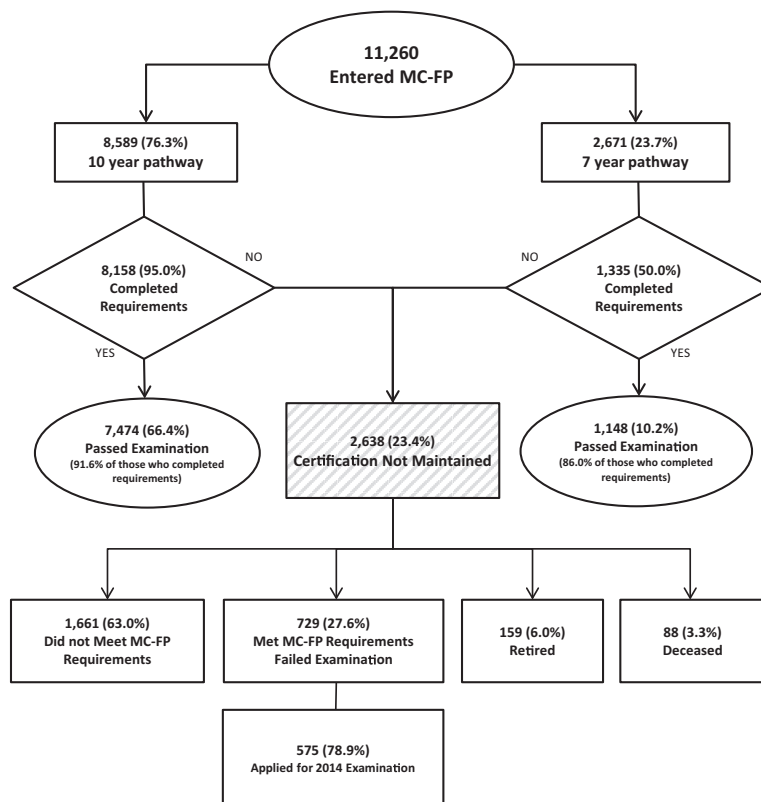 11,260
Entered MC-FP
8,589 (76.3%)
10 year pathway
2,671 (23.7%)
7 year pathway
8,158 (95.0%)
Completed
Requirements
NO
NO
1,335 (50.0%)
Completed
Requirements
YES
YES
7,474 (66.4%)
Passed Examination
(91.6% of those who completed
requirements)
2,638 (23.4%)
Certification Not Maintained
1,148 (10.2%)
Passed Examination
(86.0% of those who completed
requirements)
1,661 (63.0%)
Did not Meet MC-FP
Requirements
729 (27.6%)
Met MC-FP Requirements
Failed Examination
159 (6.0%)
Retired
88 (3.3%)
Deceased
575 (78.9%)
Applied for 2014 Examination